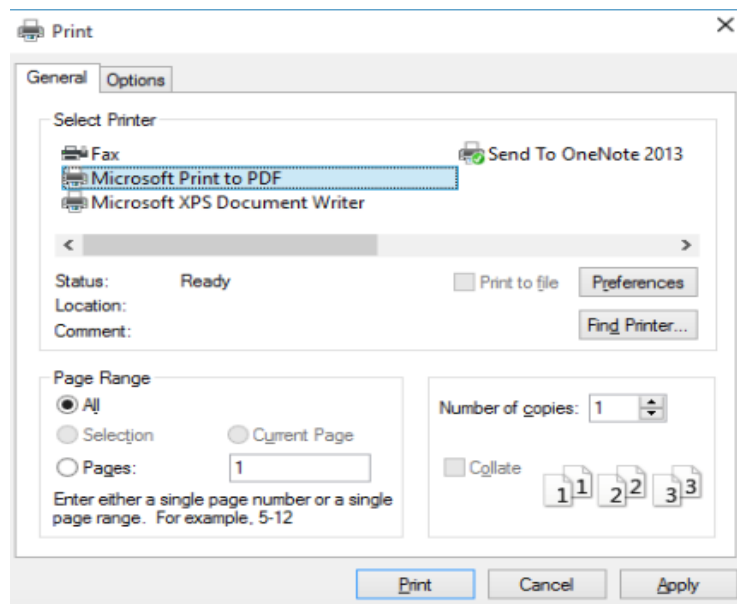 Print
General Options
Select Printer
Fax Send To OneNote 2013
Microsoft Print to PDF
Microsoft XPS Document Writer
Status: Ready Print to file Preferences
Location:
Comment: Find Printer...
Page Range
All Number of copies: 1
Selection Current Page
Pages: 1 Collate 1 1 2 2 3 3
Enter either a single page number or a single
page range. For example, 5-12
Print Cancel Apply